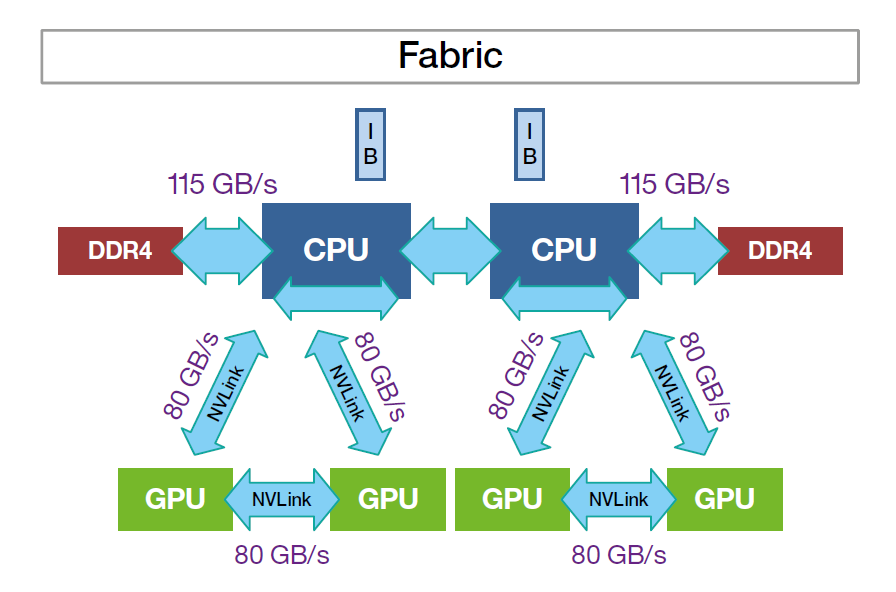 Fabric
I
B
I
B
115 GB/s
115 GB/s
DDR4
CPU
CPU
DDR4
80 GB/s
NVLink
NVLink
80 GB/s
80 GB/s
NVLink
NVLink
80 GB/s
GPU
NVLink
GPU
GPU
NVLink
GPU
80 GB/s
80 GB/s